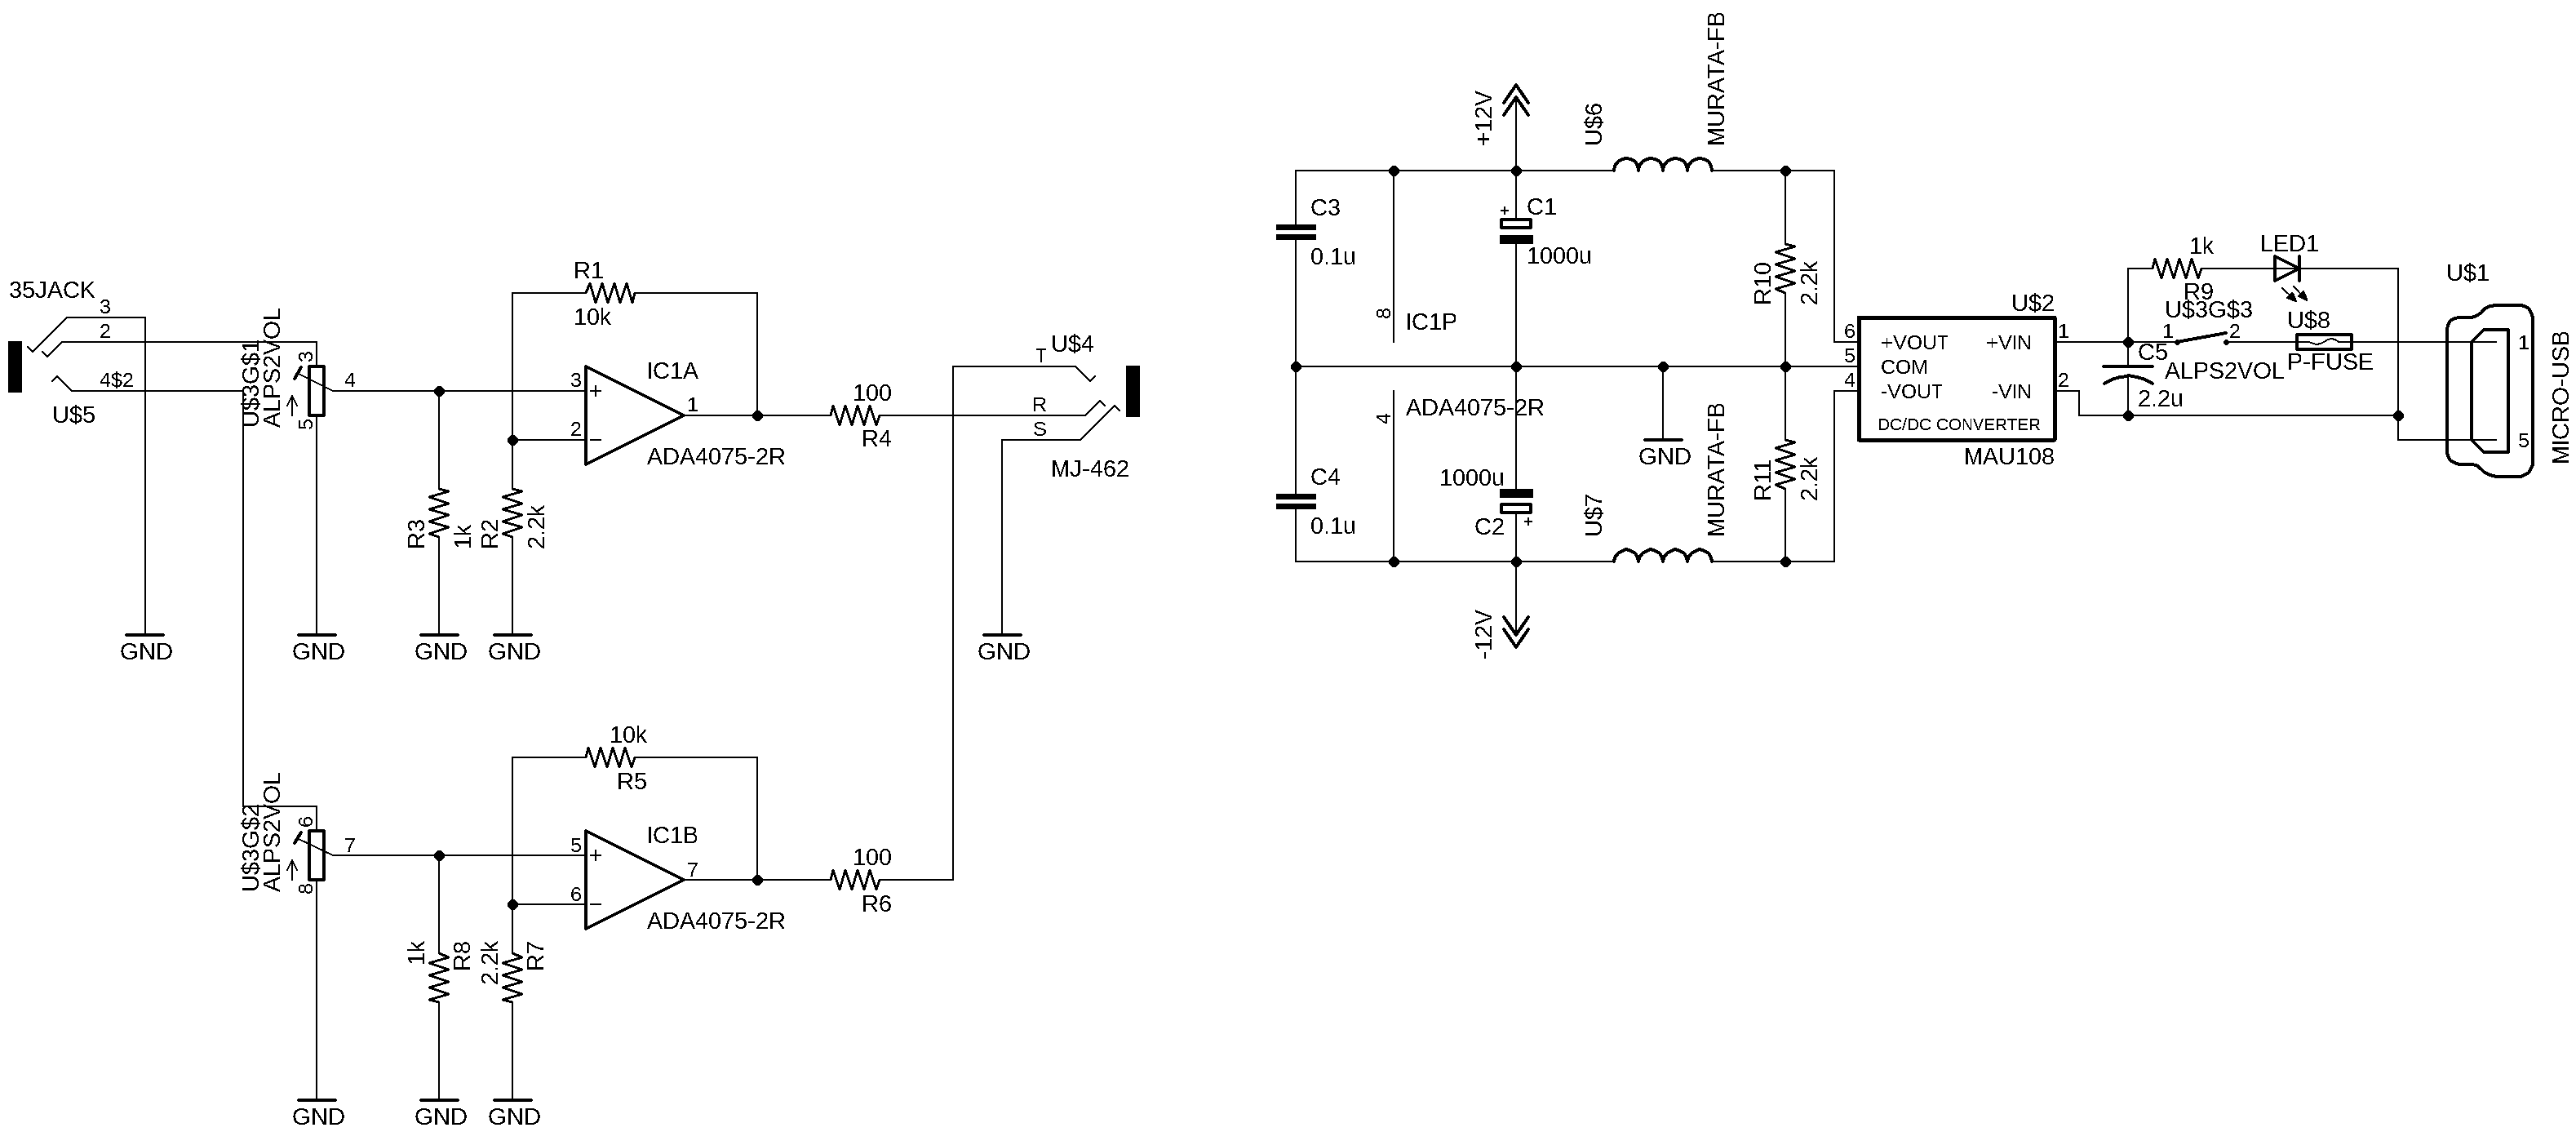 35JACK
3
2
4$2
U$5
U$3G$1
ALPS2VOL
3
4
5
R1
10k
3
+
2
−
1
IC1A
ADA4075-2R
100
R4
R3
1k
R2
2.2k
GND
GND
GND
GND
T
U$4
R
S
MJ-462
GND
U$3G$2
ALPS2VOL
6
7
8
10k
R5
5
+
6
−
7
IC1B
ADA4075-2R
100
R6
1k
R8
2.2k
R7
GND
GND
GND
+12V
U$6
MURATA-FB
C3
0.1u
+
C1
1000u
8
IC1P
4
ADA4075-2R
C4
0.1u
1000u
C2
+
U$7
MURATA-FB
-12V
GND
R10
2.2k
R11
2.2k
U$2
6
+VOUT
+VIN
1
5
COM
4
-VOUT
-VIN
2
DC/DC CONVERTER
MAU108
1k
R9
LED1
U$3G$3
1
2
ALPS2VOL
U$8
P-FUSE
C5
2.2u
U$1
1
5
MICRO-USB